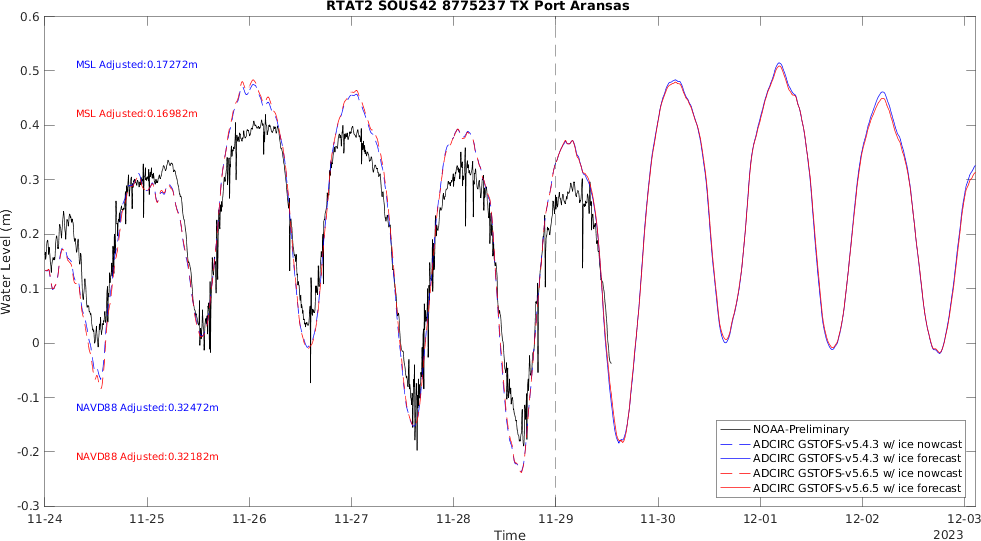 RTAT2 SOUS42 8775237 TX Port Aransas
0.6
0.5
0.4
0.3
0.2
0.1
0
-0.1
-0.2
-0.3
Water Level (m)
MSL Adjusted:0.17272m
MSL Adjusted:0.16982m
NAVD88 Adjusted:0.32472m
NAVD88 Adjusted:0.32182m
NOAA-Preliminary
ADCIRC GSTOFS-v5.4.3 w/ ice nowcast
ADCIRC GSTOFS-v5.4.3 w/ ice forecast
ADCIRC GSTOFS-v5.6.5 w/ ice nowcast
ADCIRC GSTOFS-v5.6.5 w/ ice forecast
11-24 11-25 11-26 11-27 11-28 11-29 11-30 12-01 12-02 12-03
Time
2023